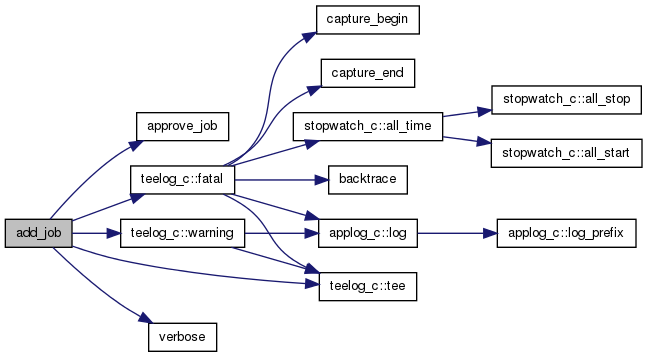 capture_begin
capture_end
stopwatch_c::all_stop
approve_job
stopwatch_c::all_time
stopwatch_c::all_start
teelog_c::fatal
backtrace
add_job
teelog_c::warning
applog_c::log
applog_c::log_prefix
teelog_c::tee
verbose